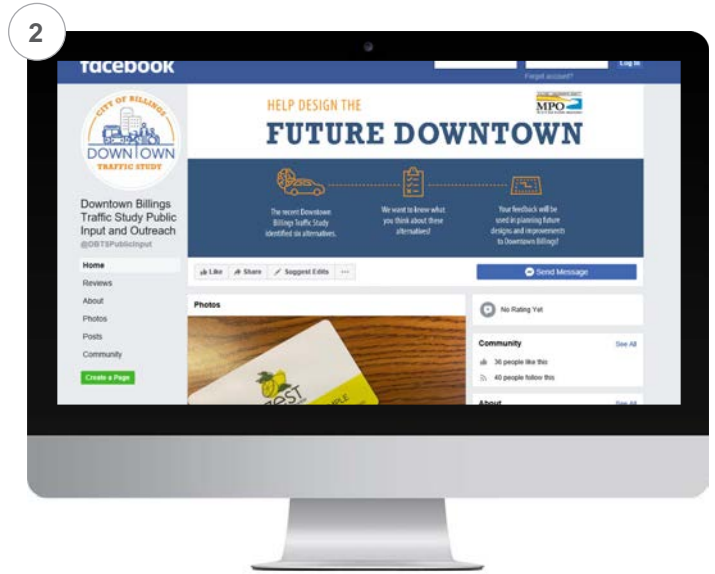 2
facebook
Log In
Forgot account?
CITY OF BILLINGS
DOWNTOWN
TRAFFIC STUDY
HELP DESIGN THE
MPO
FUTURE DOWNTOWN
The recent Downtown
Billings Traffic Study
identified six alternatives.
We want to know what
you think about these
alternatives!
Your feedback will be
used in planning future
designs and improvements
to Downtown Billings!
Downtown Billings
Traffic Study Public
Input and Outreach
@DBTSPublicInput
Home
Reviews
About
Photos
Posts
Community
Create a Page
Like Share Suggest Edits ...
Send Message
Photos
zest
No Rating Yet
Community See All
36 people like this
40 people follow this
About See All